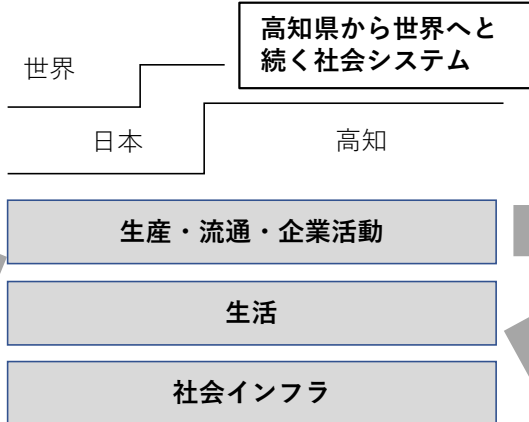 高知県から世界へと
続く社会システム
世界
日本
高知
生産・流通・企業活動
生活
社会インフラ